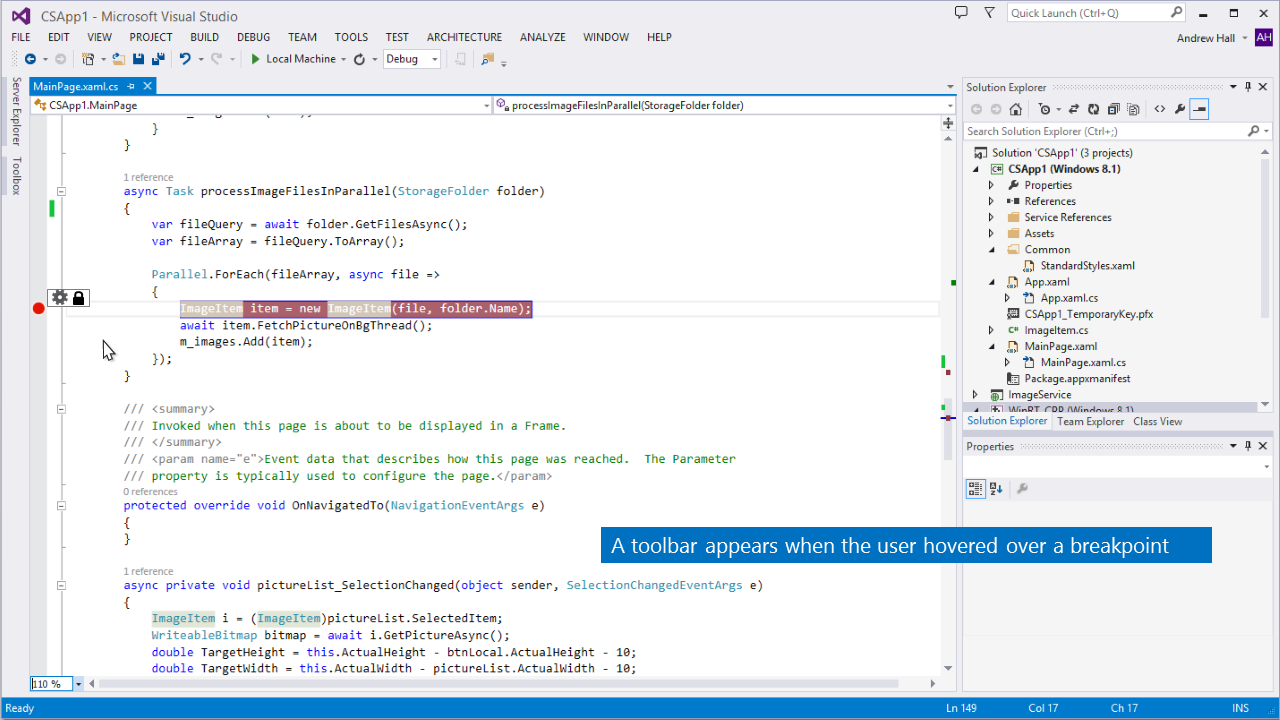 CSApp1 - Microsoft Visual Studio
Quick Launch (Ctrl+Q)
FILE EDIT VIEW PROJECT BUILD DEBUG TEAM TOOLS TEST ARCHITECTURE ANALYZE WINDOW HELP
Andrew Hall AH
Local Machine Debug
Server Explorer
Toolbox
MainPage.xaml.cs
CSApp1.MainPage
processImageFilesInParallel(StorageFolder folder)
}
}
1 reference
async Task processImageFilesInParallel(StorageFolder folder)
{
var fileQuery = await folder.GetFilesAsync();
var fileArray = fileQuery.ToArray();
Parallel.ForEach(fileArray, async file =>
{
ImageItem item = new ImageItem(file, folder.Name);
await item.FetchPictureOnBgThread();
m_images.Add(item);
});
}
/// <summary>
/// Invoked when this page is about to be displayed in a Frame.
/// </summary>
/// <param name="e">Event data that describes how this page was reached.  The Parameter
/// property is typically used to configure the page.</param>
0 references
protected override void OnNavigatedTo(NavigationEventArgs e)
{
}
1 reference
async private void pictureList_SelectionChanged(object sender, SelectionChangedEventArgs e)
{
ImageItem i = (ImageItem)pictureList.SelectedItem;
WriteableBitmap bitmap = await i.GetPictureAsync();
double TargetHeight = this.ActualHeight - btnLocal.ActualHeight - 10;
double TargetWidth = this.ActualWidth - pictureList.ActualWidth - 10;
110 %
A toolbar appears when the user hovered over a breakpoint
Solution Explorer
Search Solution Explorer (Ctrl+;)
Solution 'CSApp1' (3 projects)
CSApp1 (Windows 8.1)
Properties
References
Service References
Assets
Common
StandardStyles.xaml
App.xaml
App.xaml.cs
CSApp1_TemporaryKey.pfx
ImageItem.cs
MainPage.xaml
MainPage.xaml.cs
Package.appxmanifest
ImageService
WinRT_CPP (Windows 8.1)
Solution Explorer Team Explorer Class View
Properties
Ready
Ln 149 Col 17 Ch 17 INS